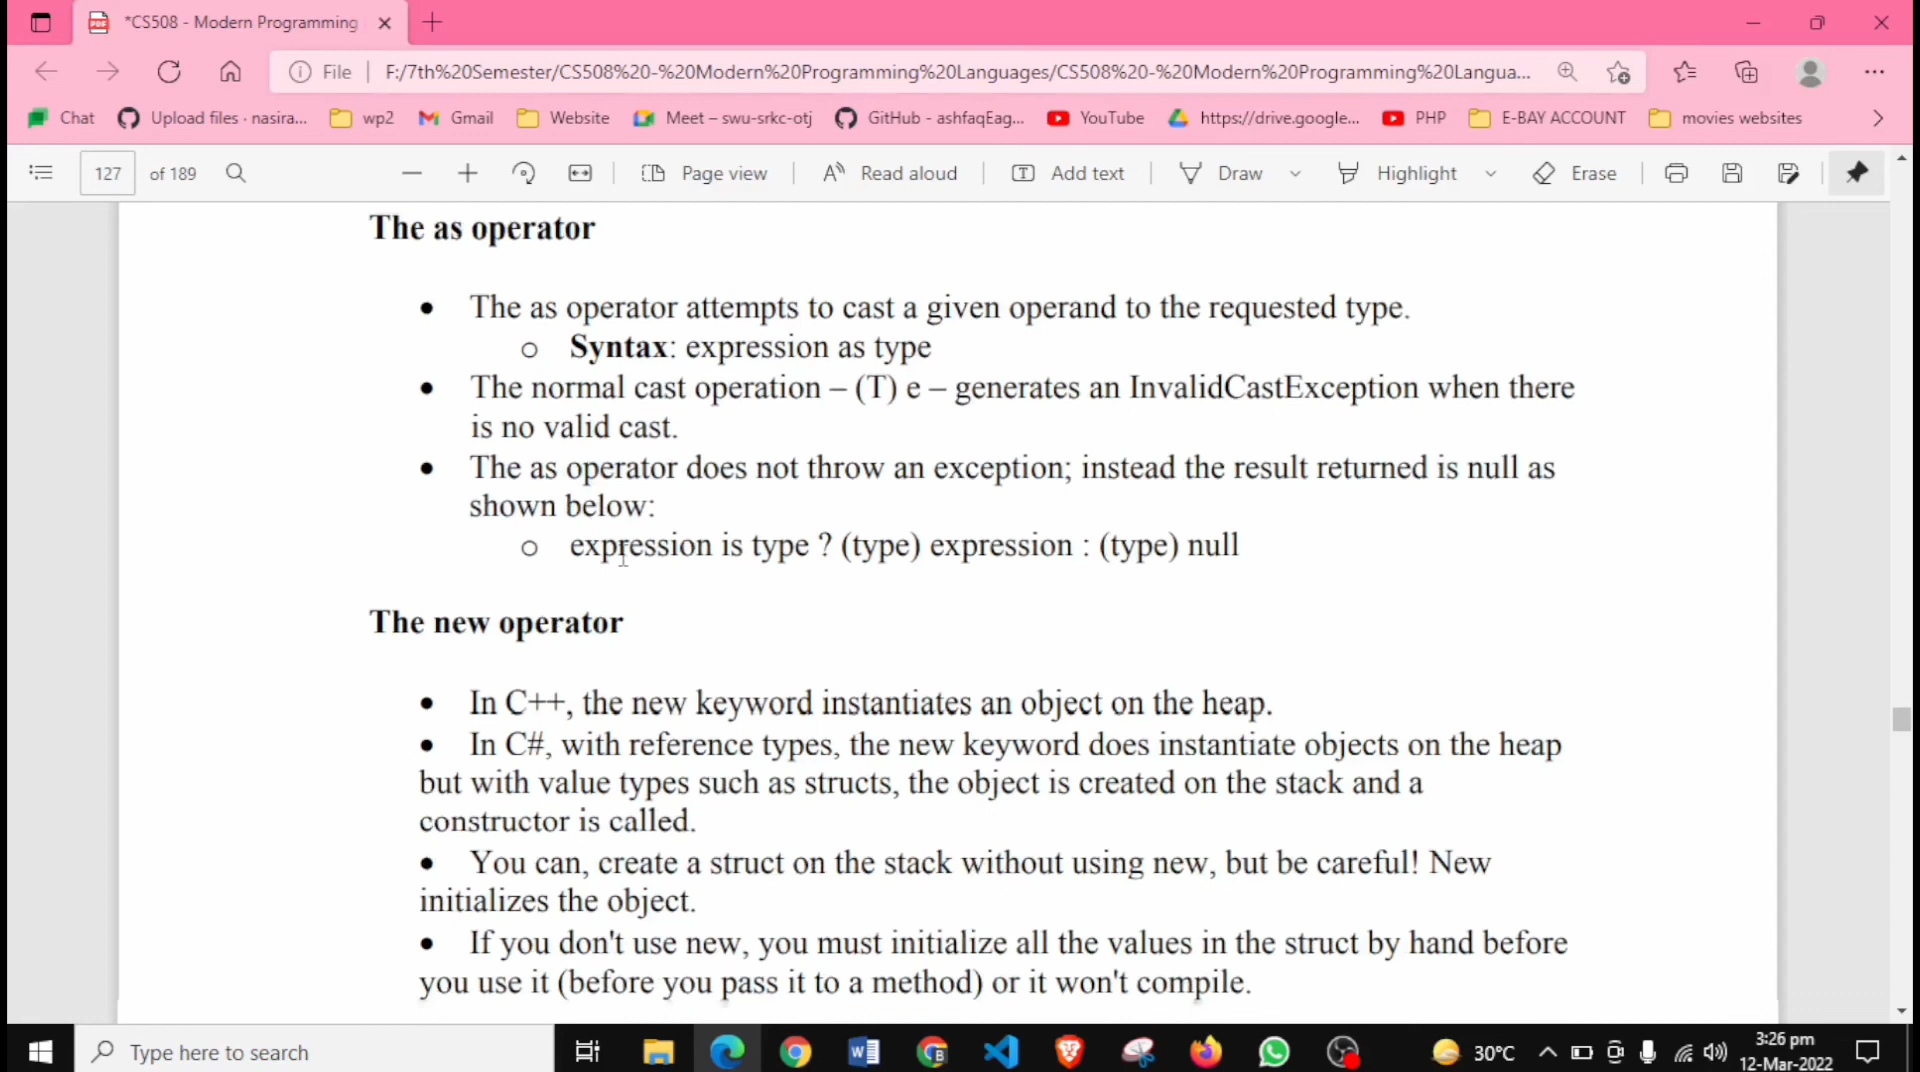 *CS508 - Modern Programming
File F:/7th%20Semester/CS508%20-%20Modern%20Programming%20Languages/CS508%20-%20Modern%20Programming%20Langua...
Chat Upload files · nasira... wp2 Gmail Website Meet – swu-srkc-otj GitHub - ashfaqEag... YouTube https://drive.google... PHP E-BAY ACCOUNT movies websites
127 of 189 Page view Read aloud Add text Draw Highlight Erase
The as operator
• The as operator attempts to cast a given operand to the requested type.
o Syntax: expression as type
• The normal cast operation – (T) e – generates an InvalidCastException when there
is no valid cast.
• The as operator does not throw an exception; instead the result returned is null as
shown below:
o expression is type ? (type) expression : (type) null
The new operator
• In C++, the new keyword instantiates an object on the heap.
• In C#, with reference types, the new keyword does instantiate objects on the heap
but with value types such as structs, the object is created on the stack and a
constructor is called.
• You can, create a struct on the stack without using new, but be careful! New
initializes the object.
• If you don't use new, you must initialize all the values in the struct by hand before
you use it (before you pass it to a method) or it won't compile.
Type here to search 30°C 3:26 pm
12-Mar-2022